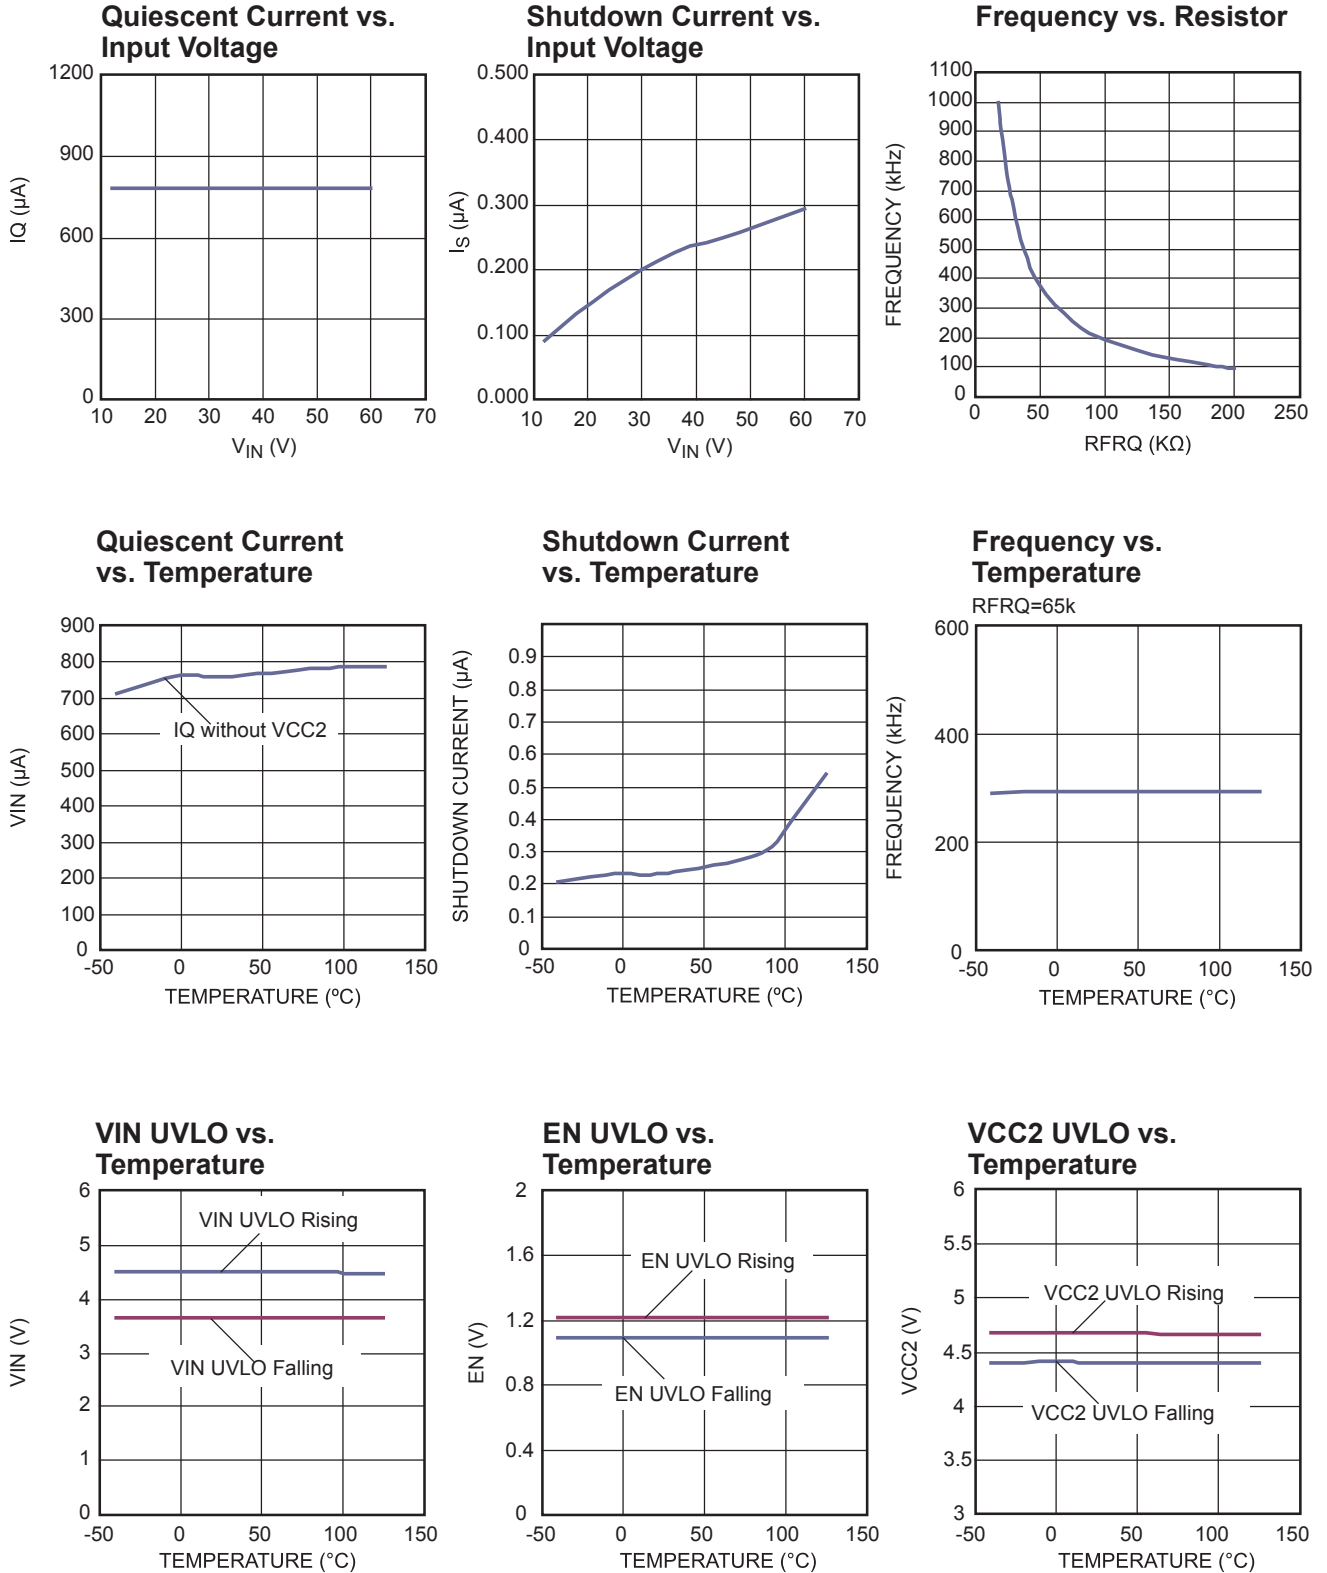 Quiescent Current vs.
Input Voltage
1200
900
600
300
0
10 20 30 40 50 60 70
IQ (µA)
VIN (V)
Shutdown Current vs.
Input Voltage
0.500
0.400
0.300
0.200
0.100
0.000
10 20 30 40 50 60 70
IS (µA)
VIN (V)
Frequency vs. Resistor
1100
1000
900
800
700
600
500
400
300
200
100
0
0 50 100 150 200 250
FREQUENCY (kHz)
RFRQ (KΩ)
Quiescent Current
vs. Temperature
900
800
700
600
500
400
300
200
100
0
-50 0 50 100 150
VIN (µA)
IQ without VCC2
TEMPERATURE (ºC)
Shutdown Current
vs. Temperature
0.9
0.8
0.7
0.6
0.5
0.4
0.3
0.2
0.1
0
-50 0 50 100 150
SHUTDOWN CURRENT (µA)
TEMPERATURE (ºC)
Frequency vs.
Temperature
RFRQ=65k
600
400
200
0
-50 0 50 100 150
FREQUENCY (kHz)
TEMPERATURE (°C)
VIN UVLO vs.
Temperature
6
5
4
3
2
1
0
-50 0 50 100 150
VIN (V)
VIN UVLO Rising
VIN UVLO Falling
TEMPERATURE (°C)
EN UVLO vs.
Temperature
2
1.6
1.2
0.8
0.4
0
-50 0 50 100 150
EN (V)
EN UVLO Rising
EN UVLO Falling
TEMPERATURE (°C)
VCC2 UVLO vs.
Temperature
6
5.5
5
4.5
4
3.5
3
-50 0 50 100 150
VCC2 (V)
VCC2 UVLO Rising
VCC2 UVLO Falling
TEMPERATURE (°C)